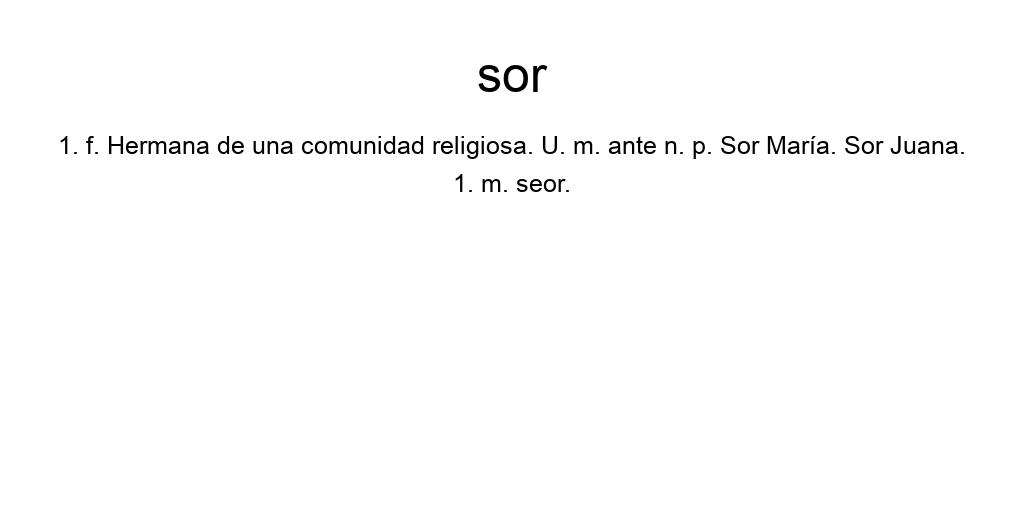 sor
1. f. Hermana de una comunidad religiosa. U. m. ante n. p. Sor María. Sor Juana.
1. m. seor.